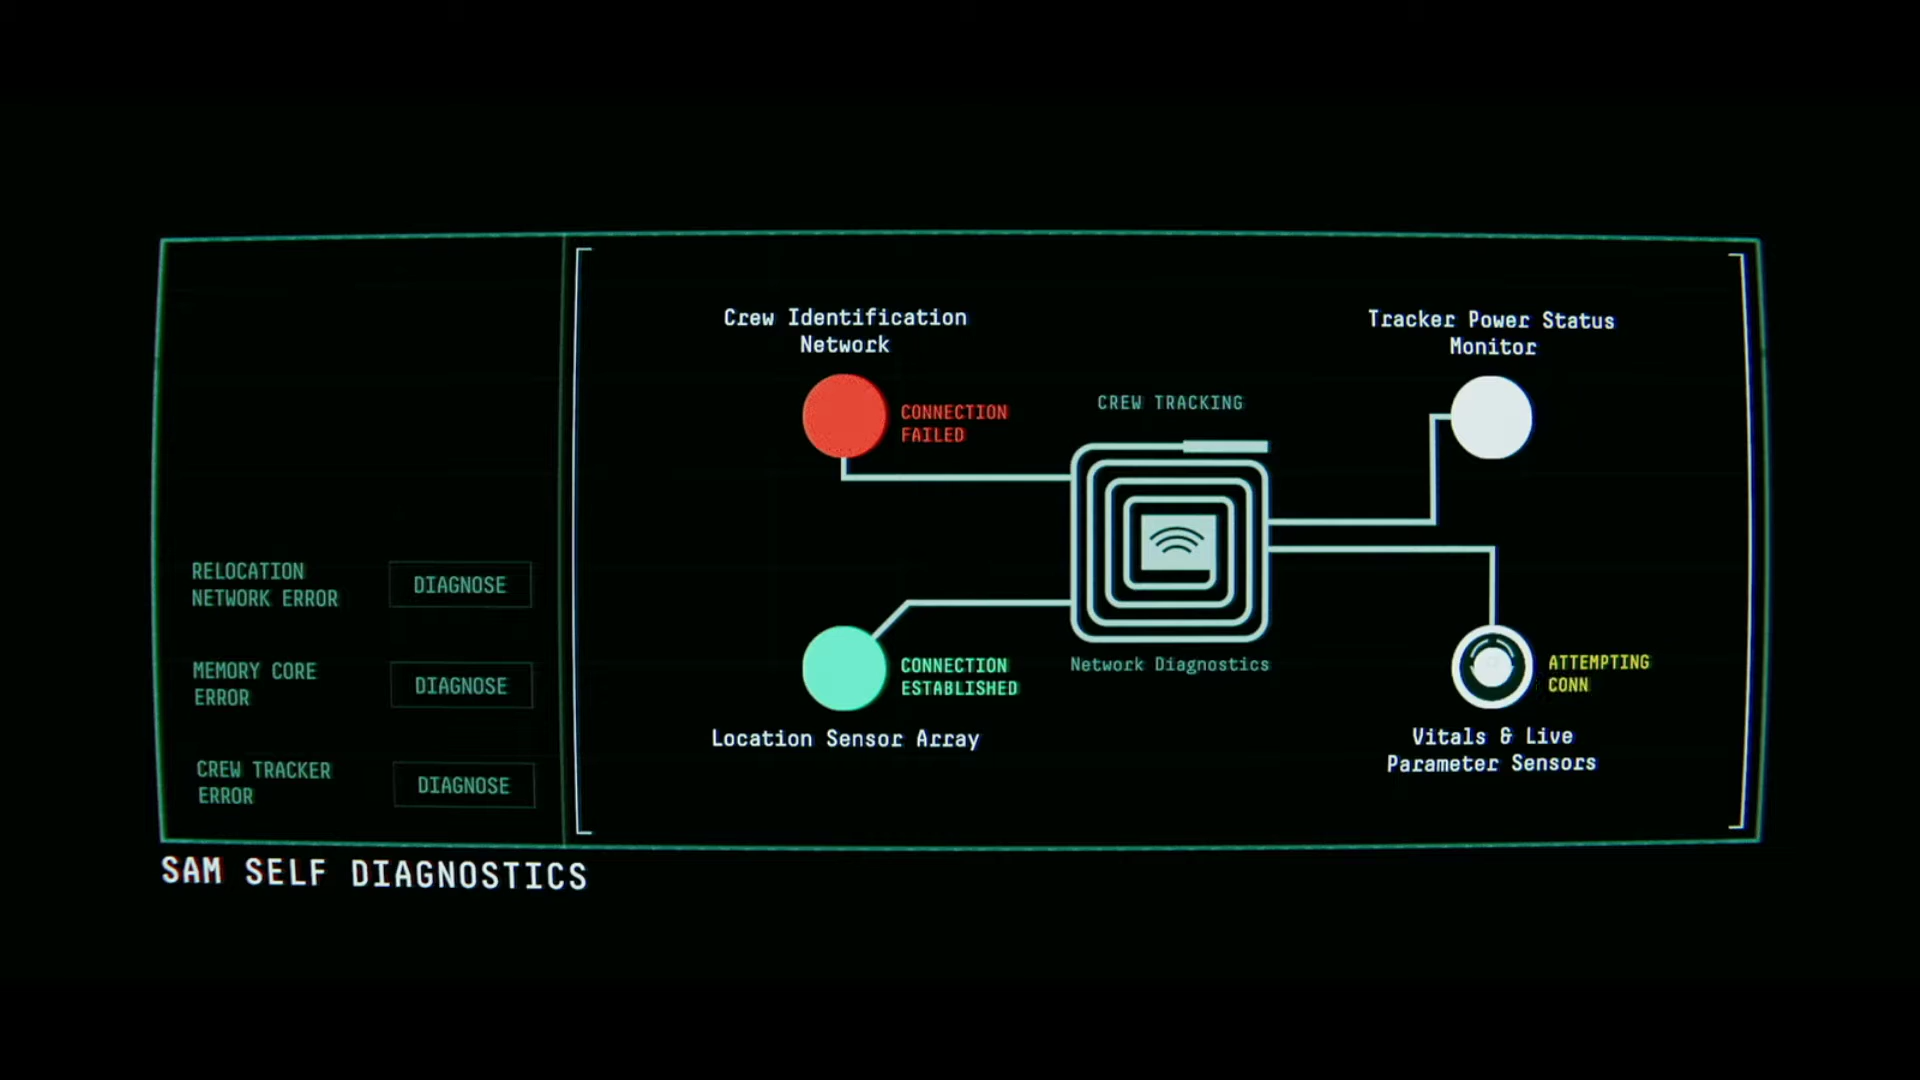 Crew Identification
Network
CONNECTION
FAILED
Tracker Power Status
Monitor
CREW TRACKING
Network Diagnostics
RELOCATION
NETWORK ERROR
DIAGNOSE
MEMORY CORE
ERROR
DIAGNOSE
CREW TRACKER
ERROR
DIAGNOSE
CONNECTION
ESTABLISHED
Location Sensor Array
ATTEMPTING
CONN
Vitals & Live
Parameter Sensors
SAM SELF DIAGNOSTICS